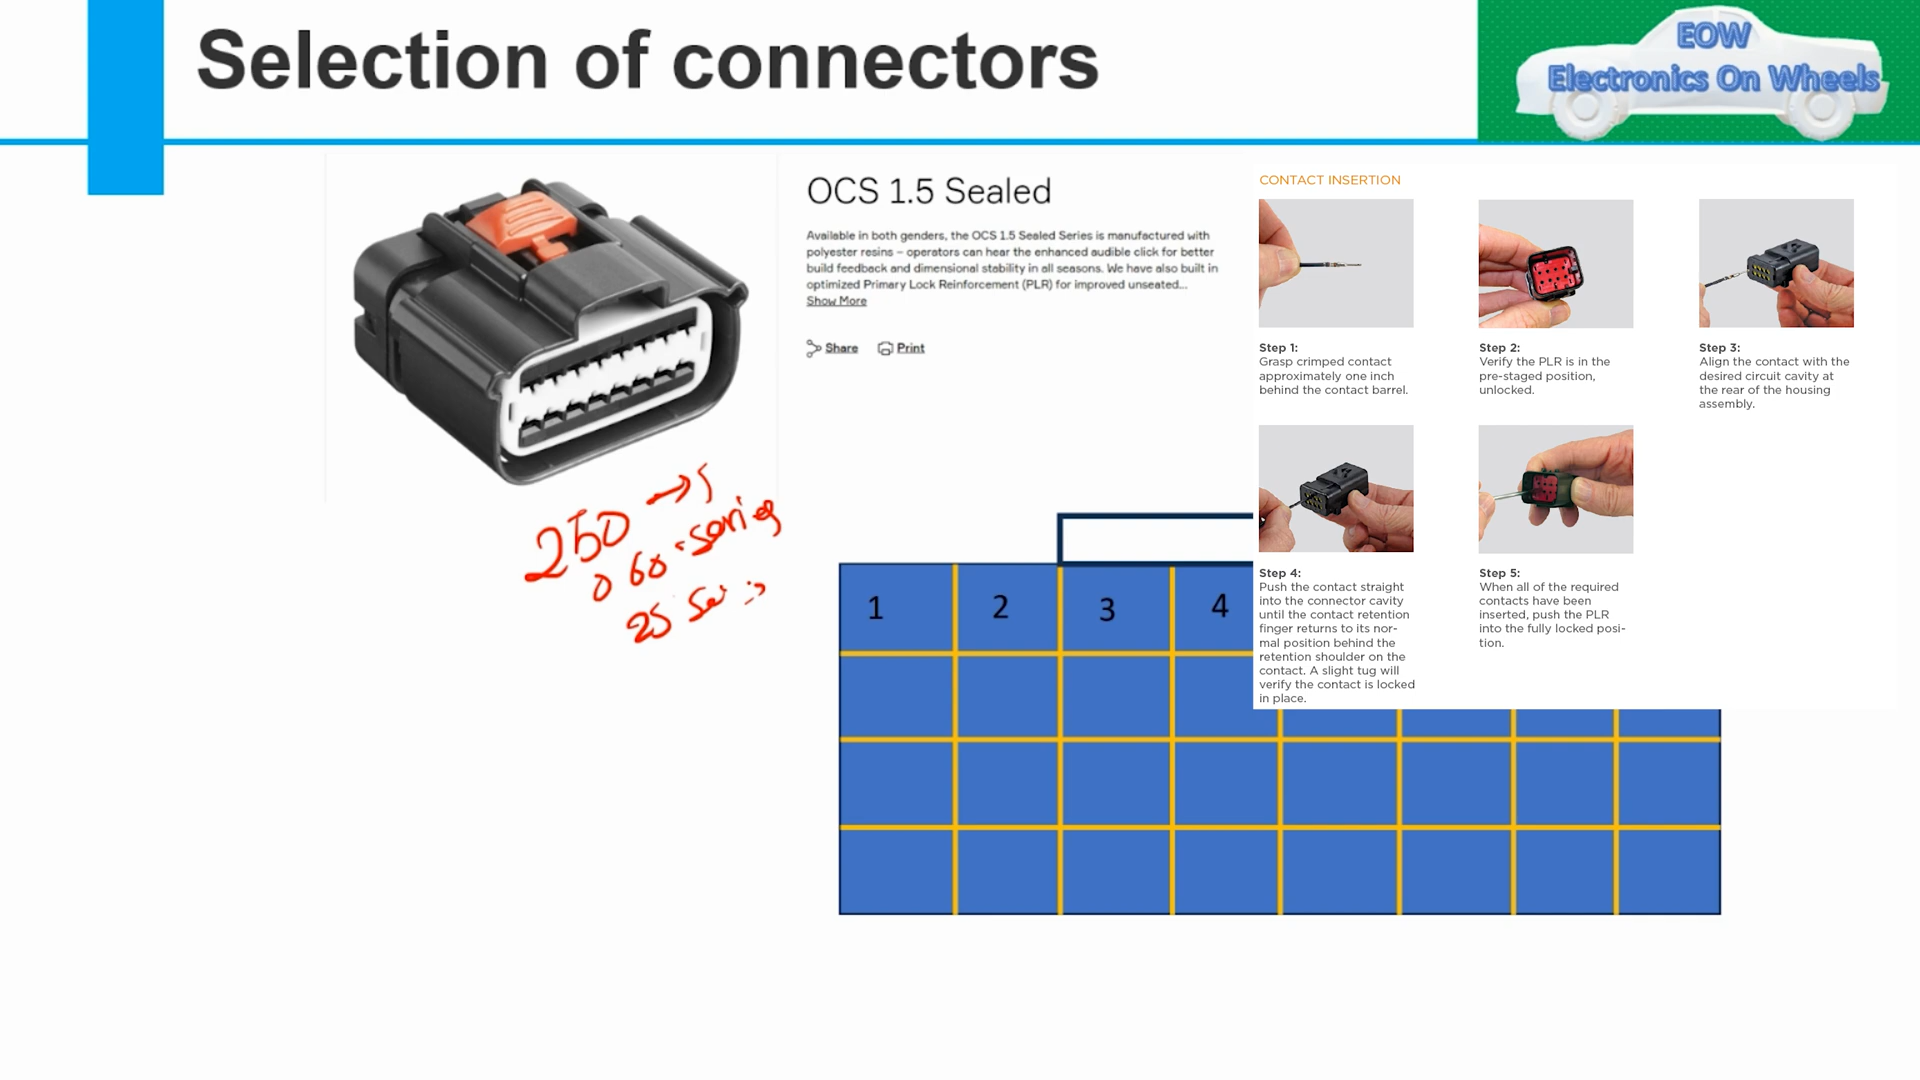 Selection of connectors
EOW
Electronics On Wheels
OCS 1.5 Sealed
Available in both genders, the OCS 1.5 Sealed Series is manufactured with
polyester resins – operators can hear the enhanced audible click for better
build feedback and dimensional stability in all seasons. We have also built in
optimized Primary Lock Reinforcement (PLR) for improved unseated...
Show More
Share Print
CONTACT INSERTION
Step 1:
Grasp crimped contact
approximately one inch
behind the contact barrel.
Step 2:
Verify the PLR is in the
pre-staged position,
unlocked.
Step 3:
Align the contact with the
desired circuit cavity at
the rear of the housing
assembly.
Step 4:
Push the contact straight
into the connector cavity
until the contact retention
finger returns to its nor-
mal position behind the
retention shoulder on the
contact. A slight tug will
verify the contact is locked
in place.
Step 5:
When all of the required
contacts have been
inserted, push the PLR
into the fully locked posi-
tion.
250
060 series
25
1 2 3 4